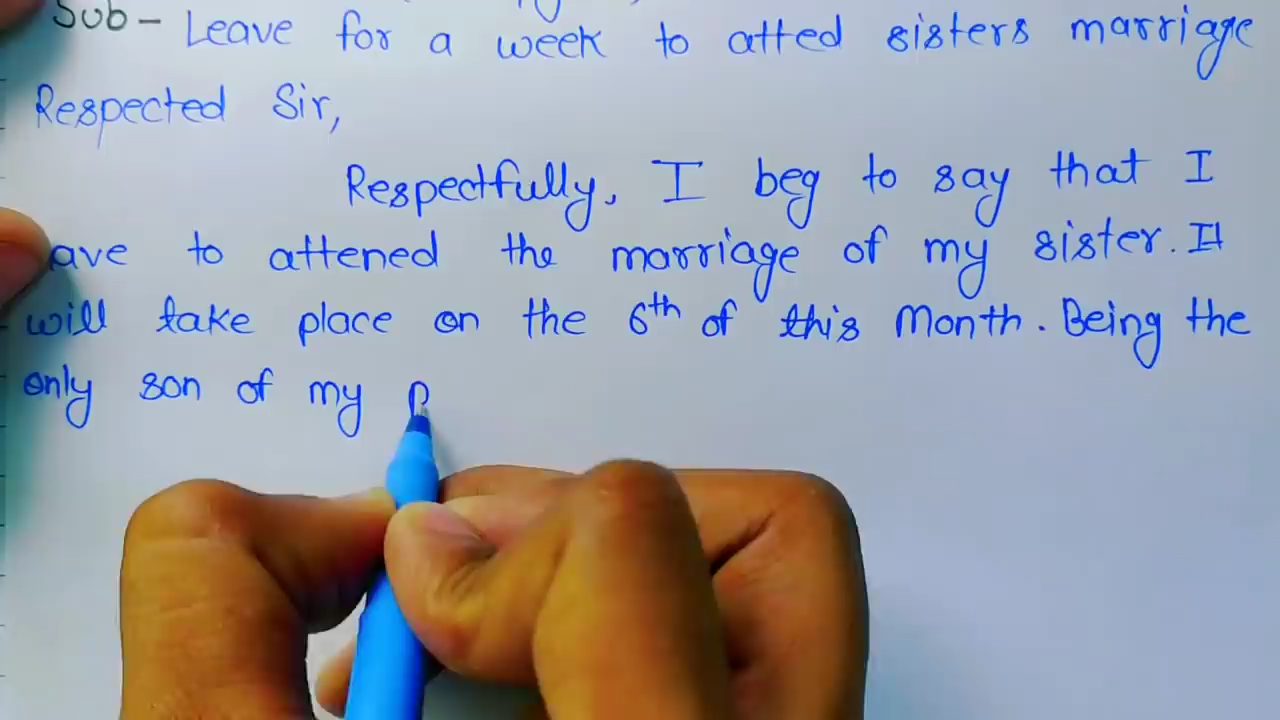 Sub - Leave for a week to atted sisters marriage
Respected Sir,
Respectfully, I beg to say that I
ave to attened the marriage of my sister. It
will take place on the 6th of this Month. Being the
only son of my P